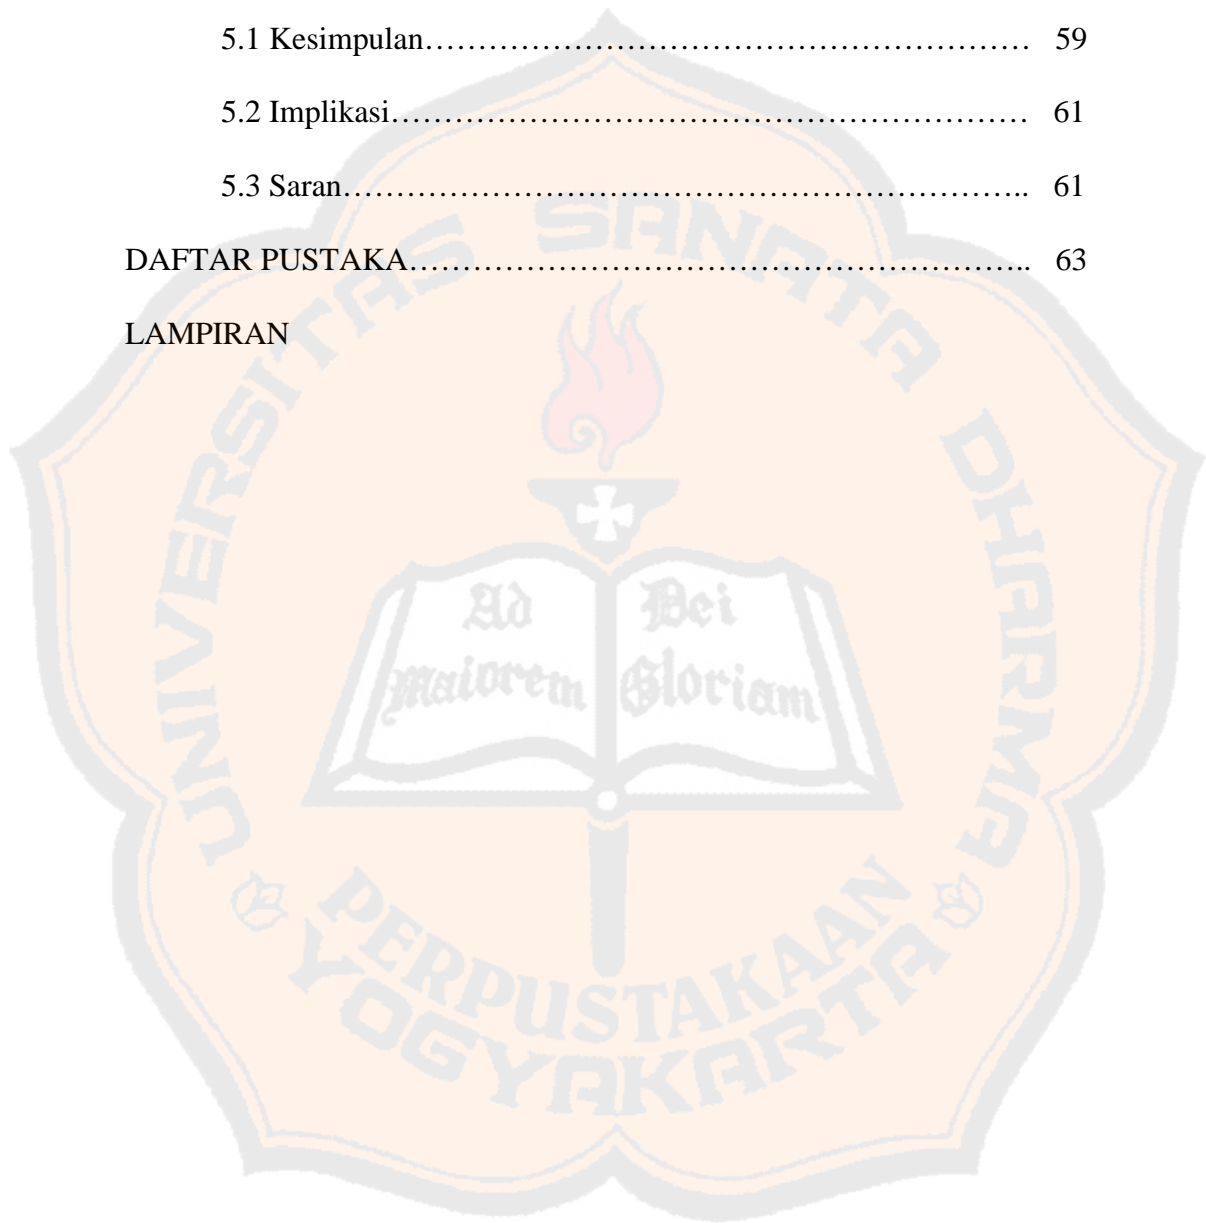 5.1 Kesimpulan………………………………………………… 59
5.2 Implikasi…………………………………………………… 61
5.3 Saran……………………………………………………….. 61
DAFTAR PUSTAKA………………………………………………….. 63
LAMPIRAN
UNIVERSITAS SANATA DHARMA
Ad Dei
Maiorem Gloriam
PERPUSTAKAAN
YOGYAKARTA